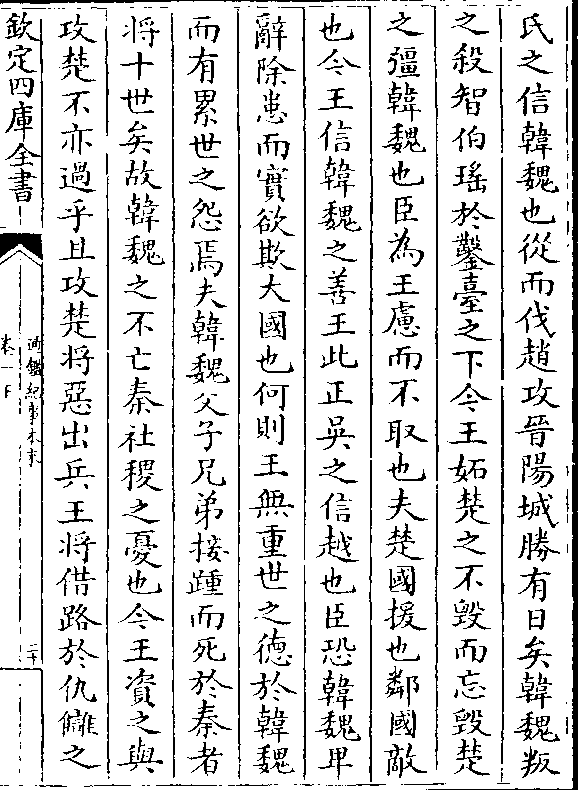 氏之信韓魏也從而伐趙攻晉陽城勝有日矣韓魏叛
之殺智伯瑤於鑿臺之下今王妬楚之不毀而忘毀楚
之彊韓魏也臣為王慮而不取也夫楚國援也鄰國敵
也今王信韓魏之善王此正吳之信越也臣恐韓魏卑
辭除患而實欲欺大國也何則王無重世之德於韓魏
而有累世之怨焉夫韓魏父子兄弟接踵而死於秦者
將十世矣故韓魏之不亡秦社稷之憂也今王資之與
攻楚不亦過乎且攻楚將惡出兵王將借路於仇讎之
欽定四庫全書
通鑑紀事本末
卷一下
二十